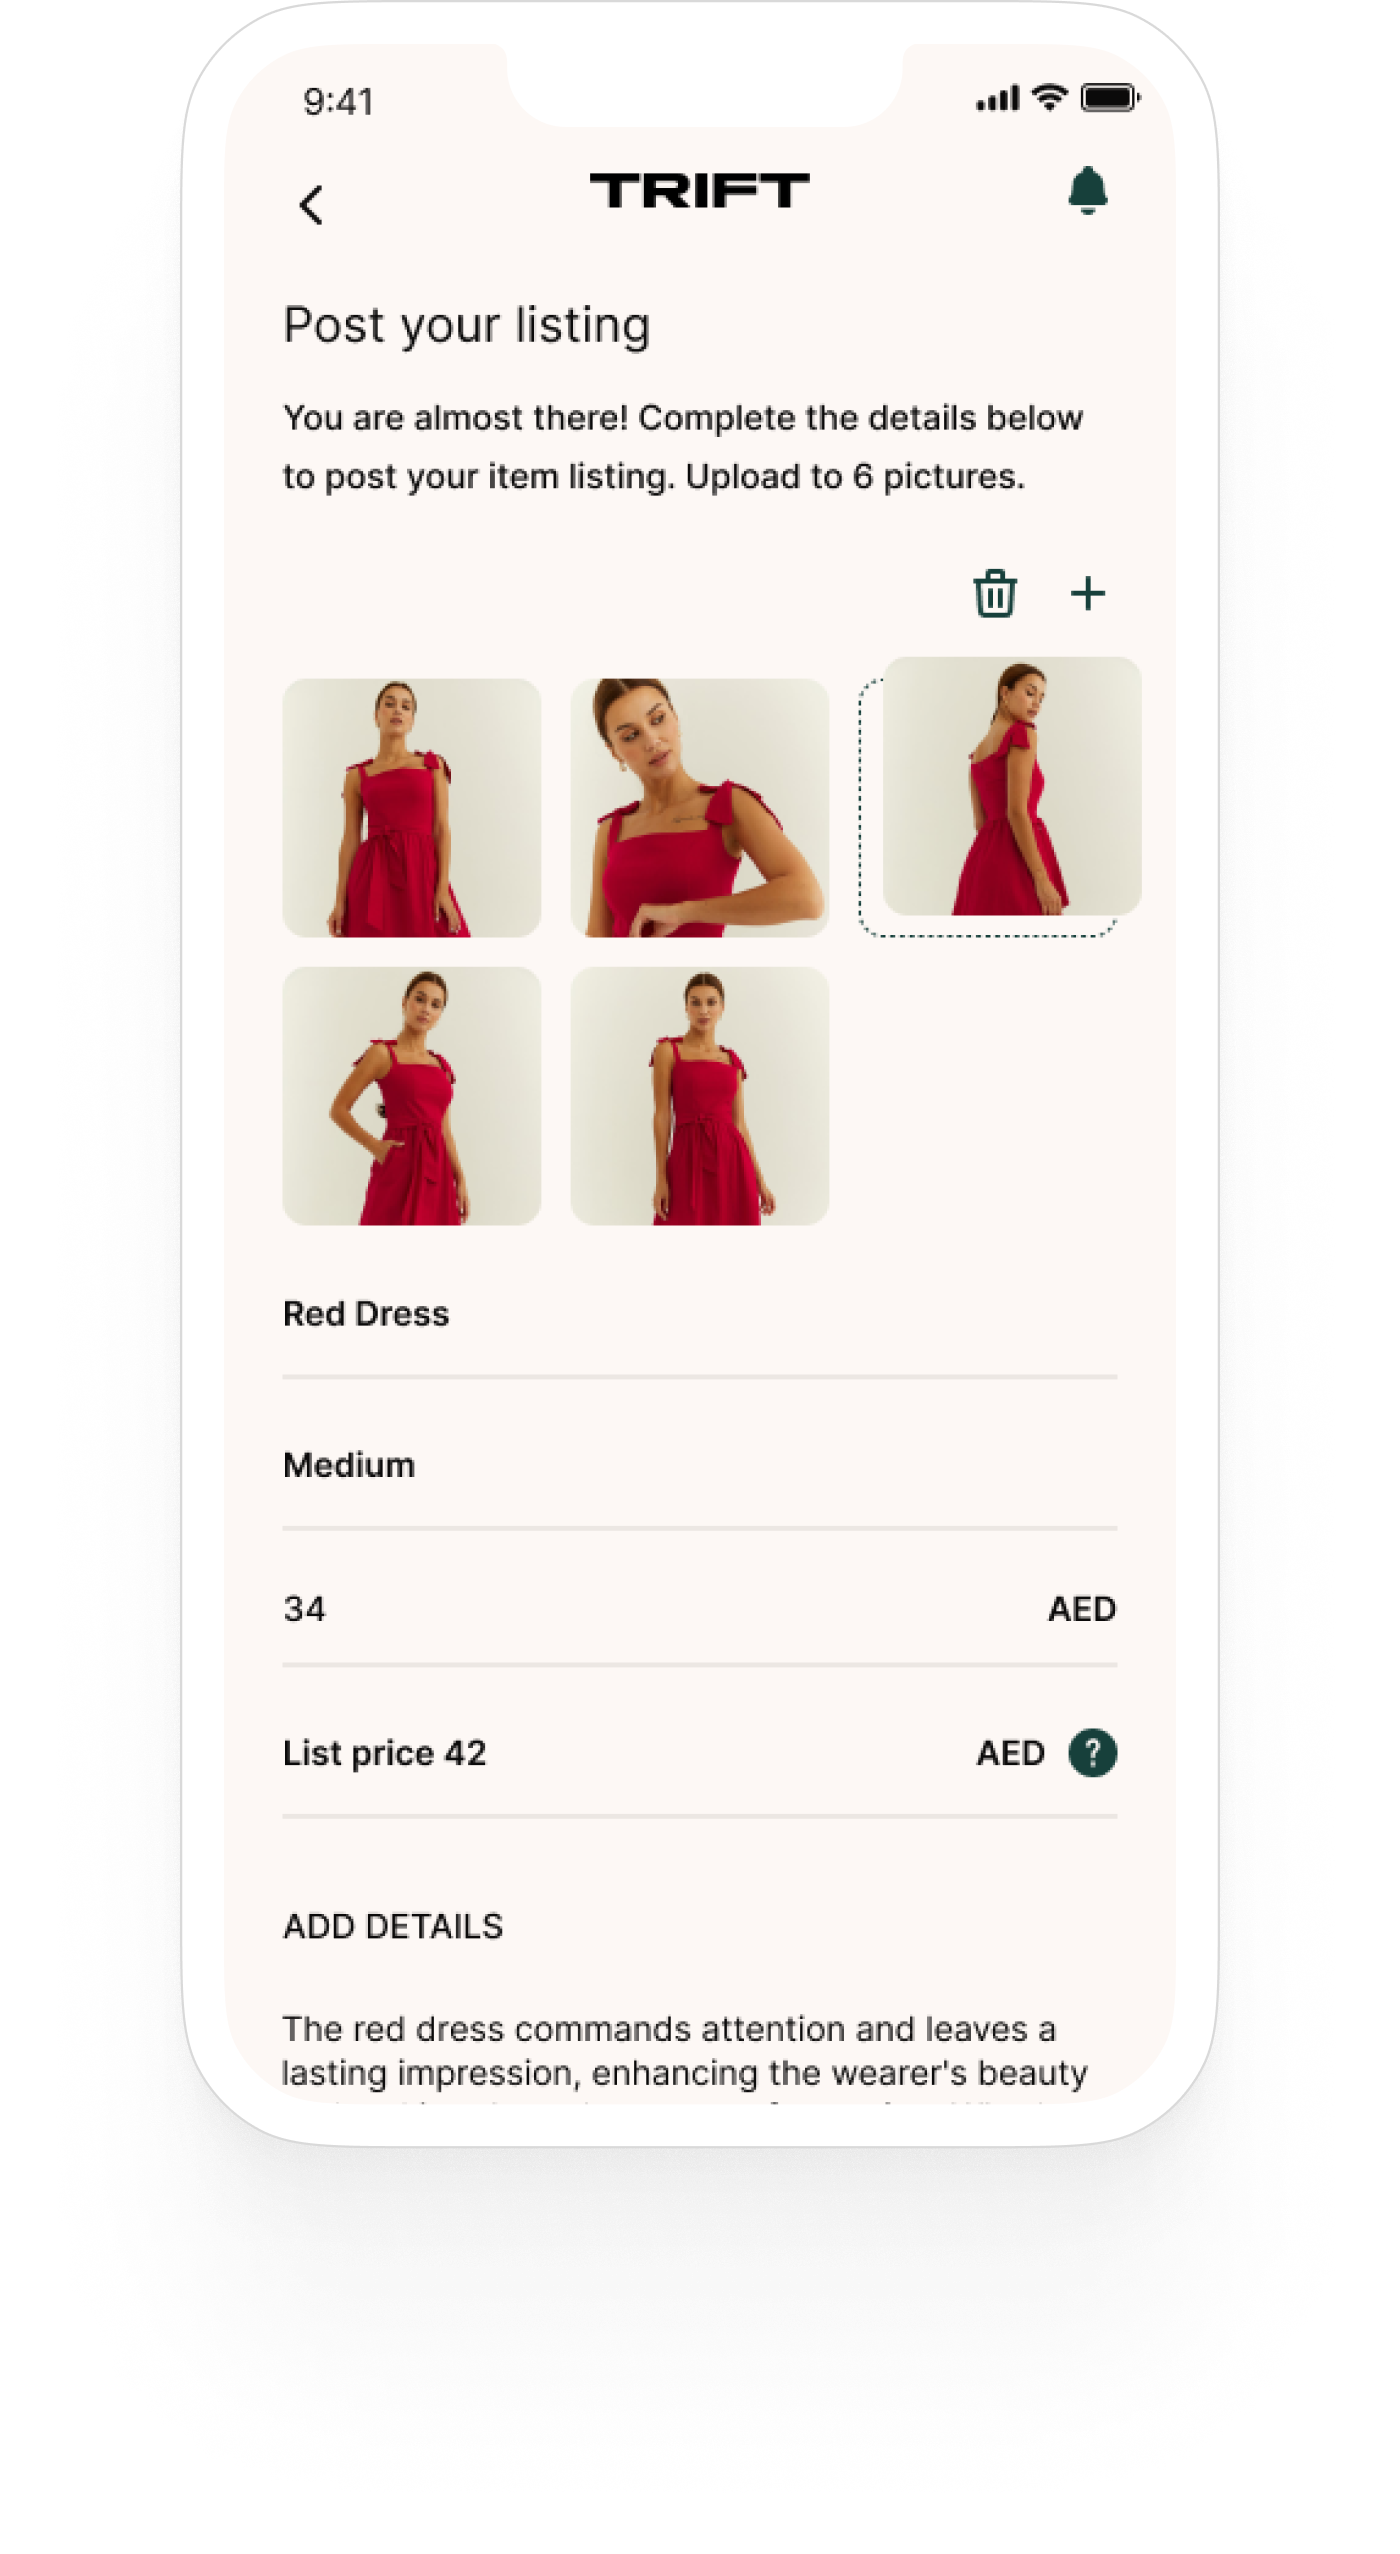 9:41
TRIFT
Post your listing
You are almost there! Complete the details below
to post your item listing. Upload to 6 pictures.
Red Dress
Medium
34 AED
List price 42 AED ?
ADD DETAILS
The red dress commands attention and leaves a
lasting impression, enhancing the wearer's beauty